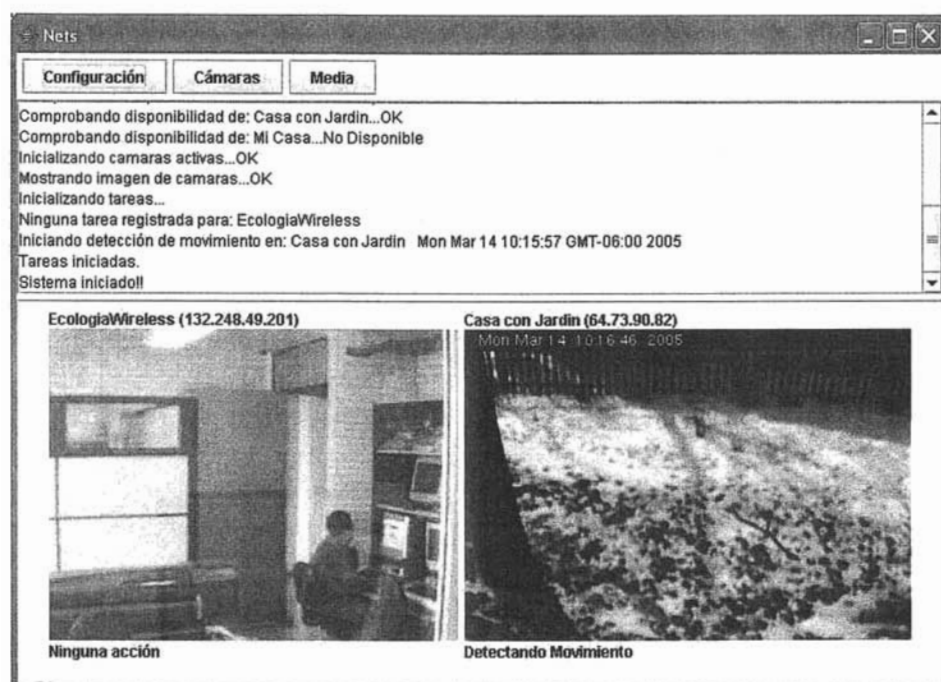 Nets
Configuración Cámaras Media
Comprobando disponibilidad de: Casa con Jardin...OK
Comprobando disponibilidad de: Mi Casa...No Disponible
Inicializando camaras activas...OK
Mostrando imagen de camaras...OK
Inicializando tareas...
Ninguna tarea registrada para: EcologiaWireless
Iniciando detección de movimiento en: Casa con Jardin Mon Mar 14 10:15:57 GMT-06:00 2005
Tareas iniciadas.
Sistema iniciado!!
EcologiaWireless (132.248.49.201) Casa con Jardin (64.73.90.82)
Mon Mar 14 10:16:46 2005
Ninguna acción Detectando Movimiento